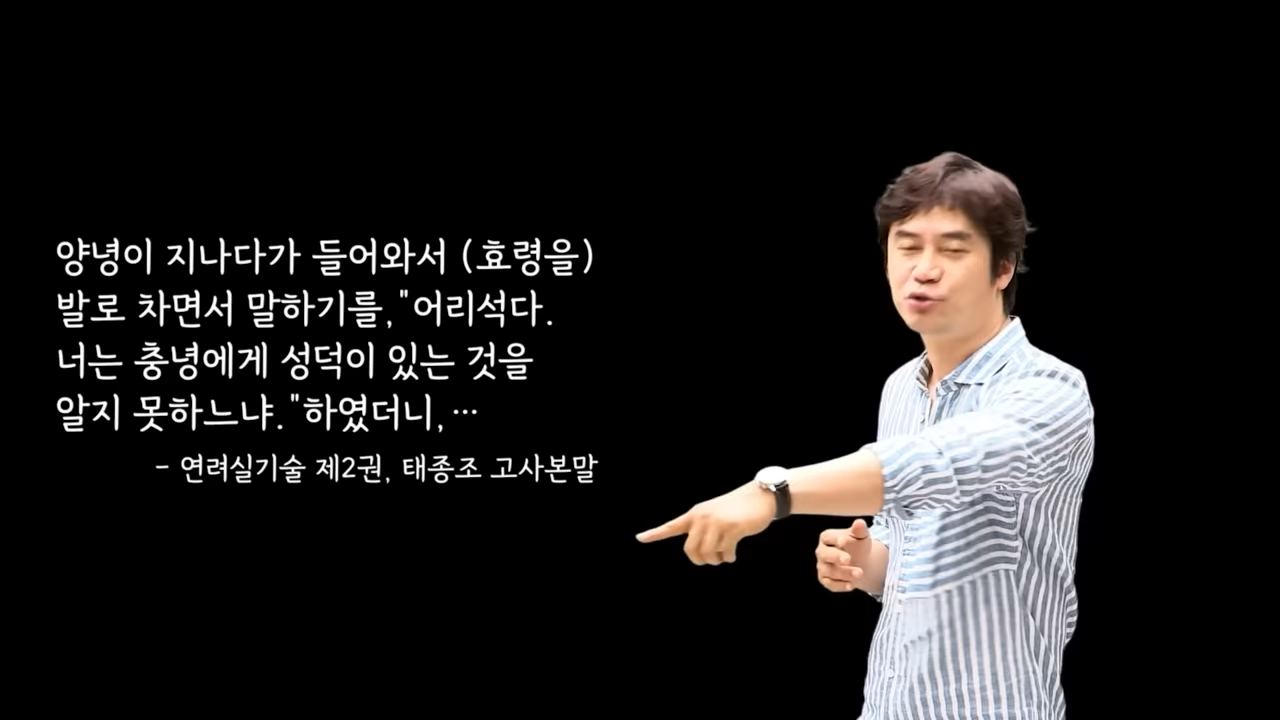 양녕이 지나다가 들어와서 (효령을)
발로 차면서 말하기를,"어리석다.
너는 충녕에게 성덕이 있는 것을
알지 못하느냐."하였더니,…
- 연려실기술 제2권, 태종조 고사본말